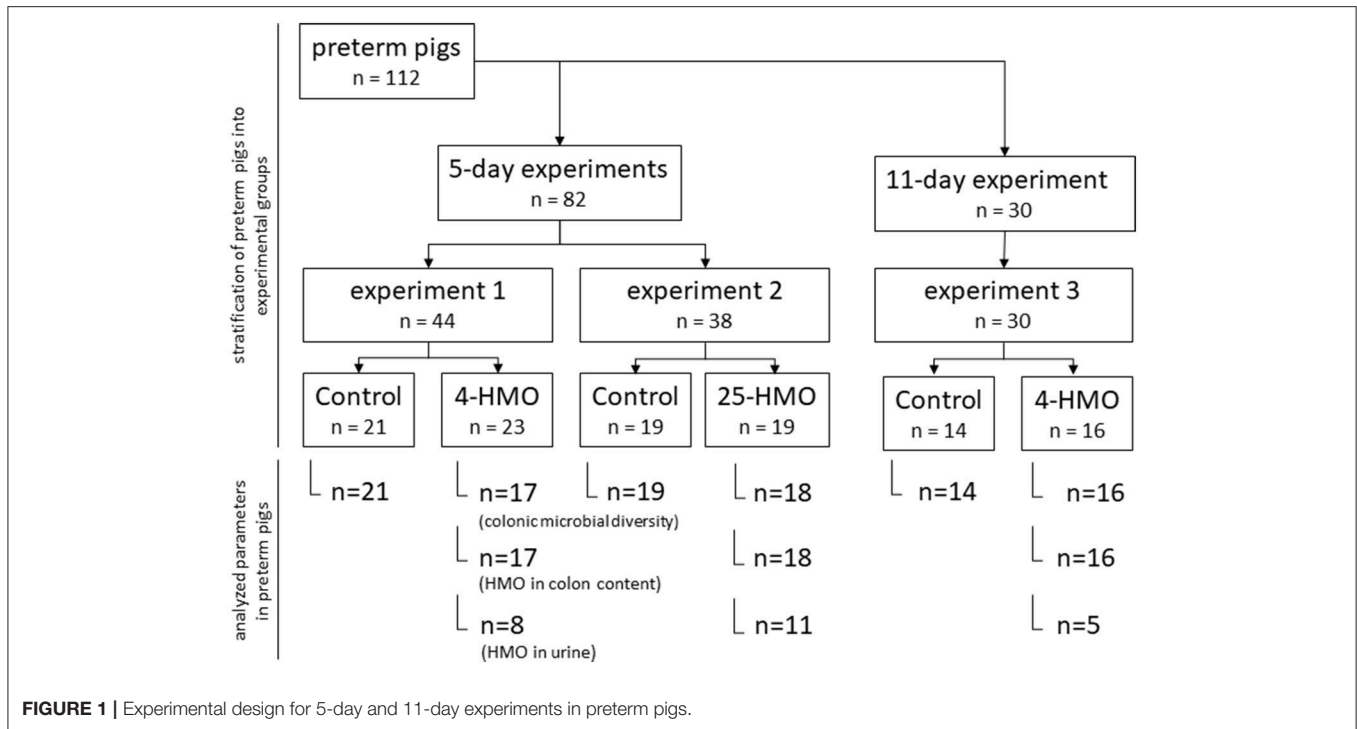 preterm pigs
n = 112
stratification of preterm pigs into
experimental groups
5-day experiments
n = 82
11-day experiment
n = 30
experiment 1
n = 44
experiment 2
n = 38
experiment 3
n = 30
Control
n = 21
4-HMO
n = 23
Control
n = 19
25-HMO
n = 19
Control
n = 14
4-HMO
n = 16
analyzed parameters
in preterm pigs
n=21
n=17
(colonic microbial diversity)
n=19
n=18
n=14
n=16
n=17
(HMO in colon content)
n=18
n=16
n=8
(HMO in urine)
n=11
n=5
FIGURE 1 | Experimental design for 5-day and 11-day experiments in preterm pigs.